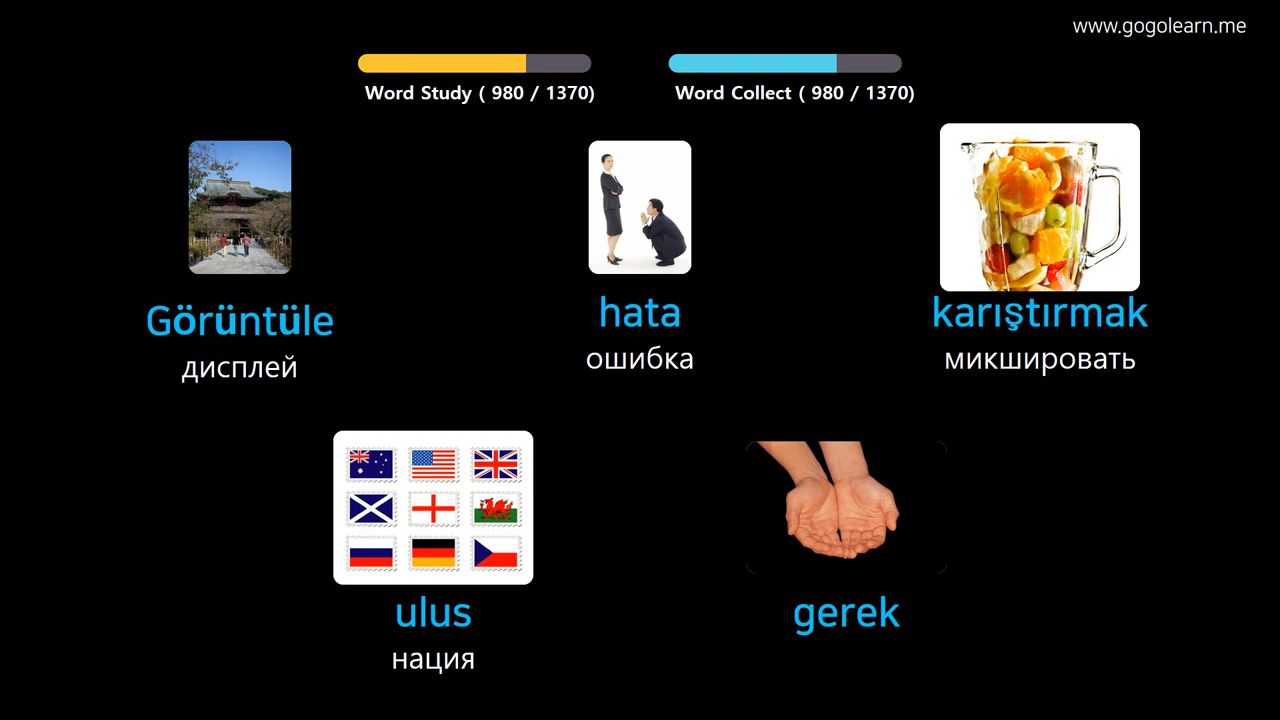 www.gogolearn.me
Word Study ( 980 / 1370)
Word Collect ( 980 / 1370)
Görüntüle
дисплей
hata
ошибка
karıştırmak
микшировать
ulus
нация
gerek